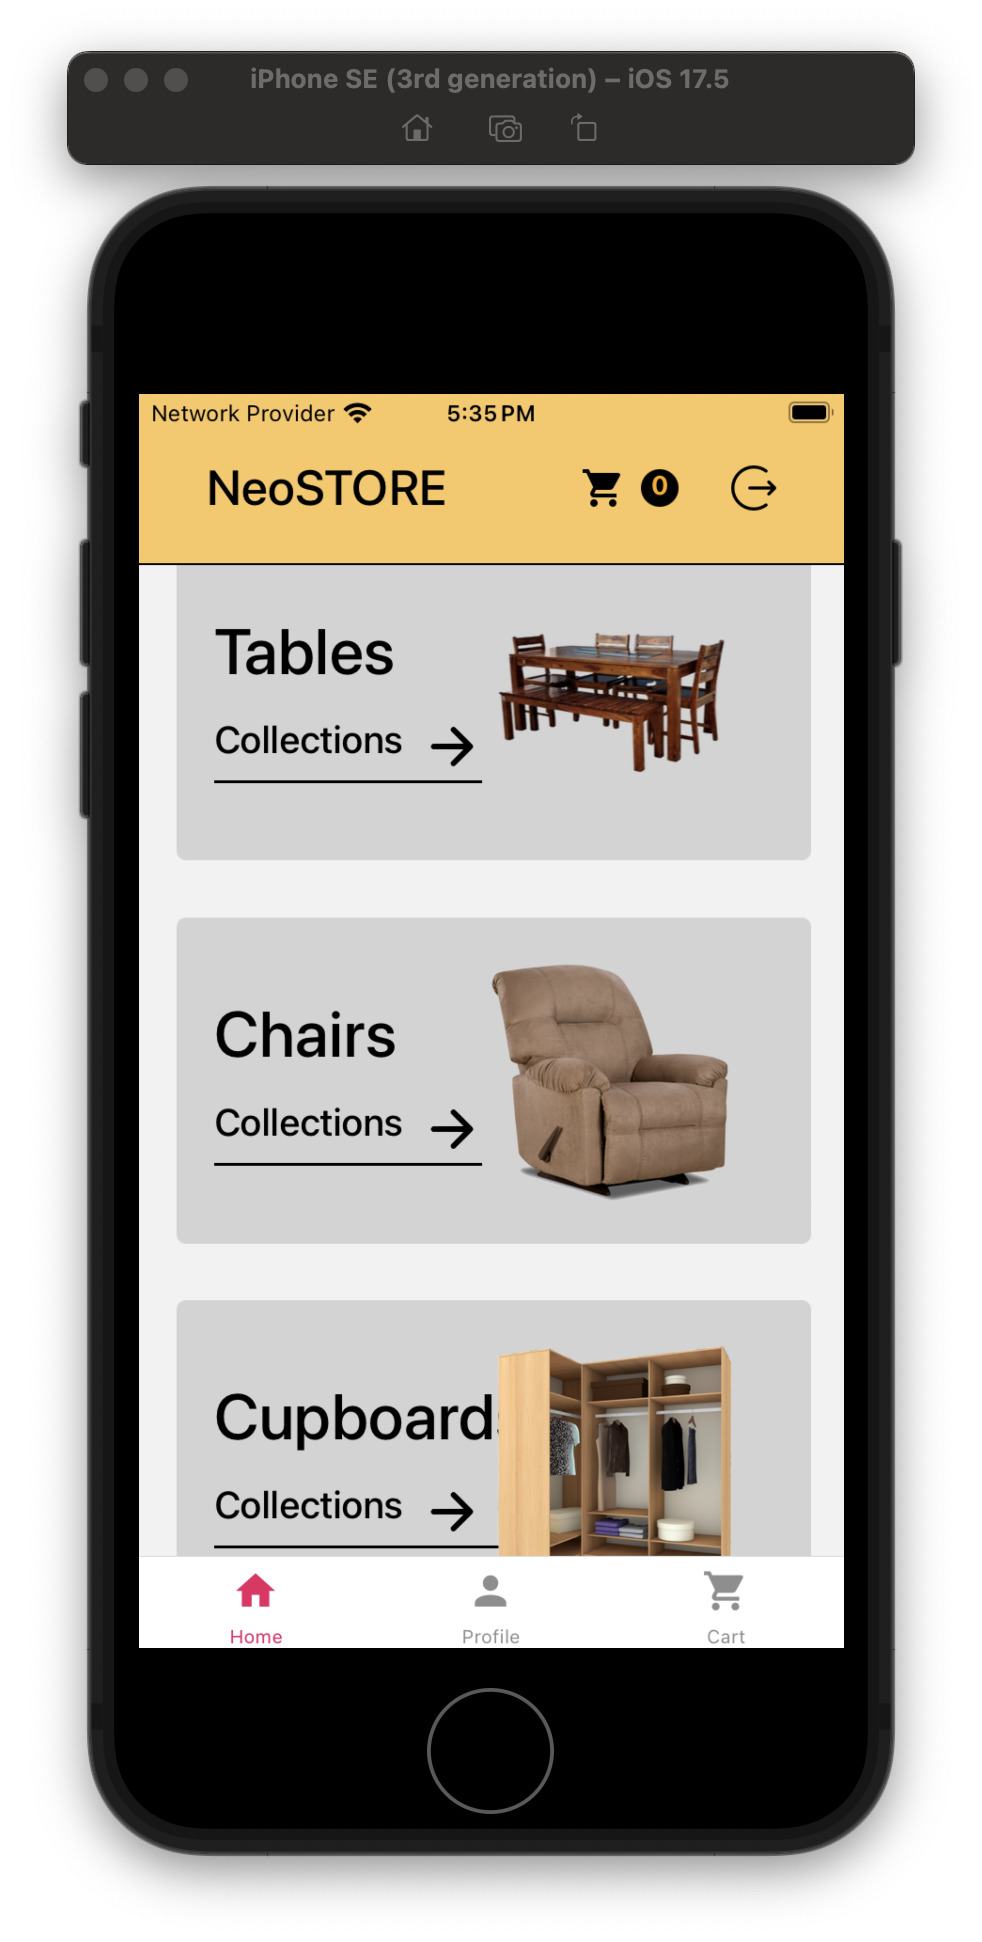 iPhone SE (3rd generation) – iOS 17.5
Network Provider 5:35 PM
NeoSTORE 0
Tables
Collections
Chairs
Collections
Cupboards
Collections
Home Profile Cart